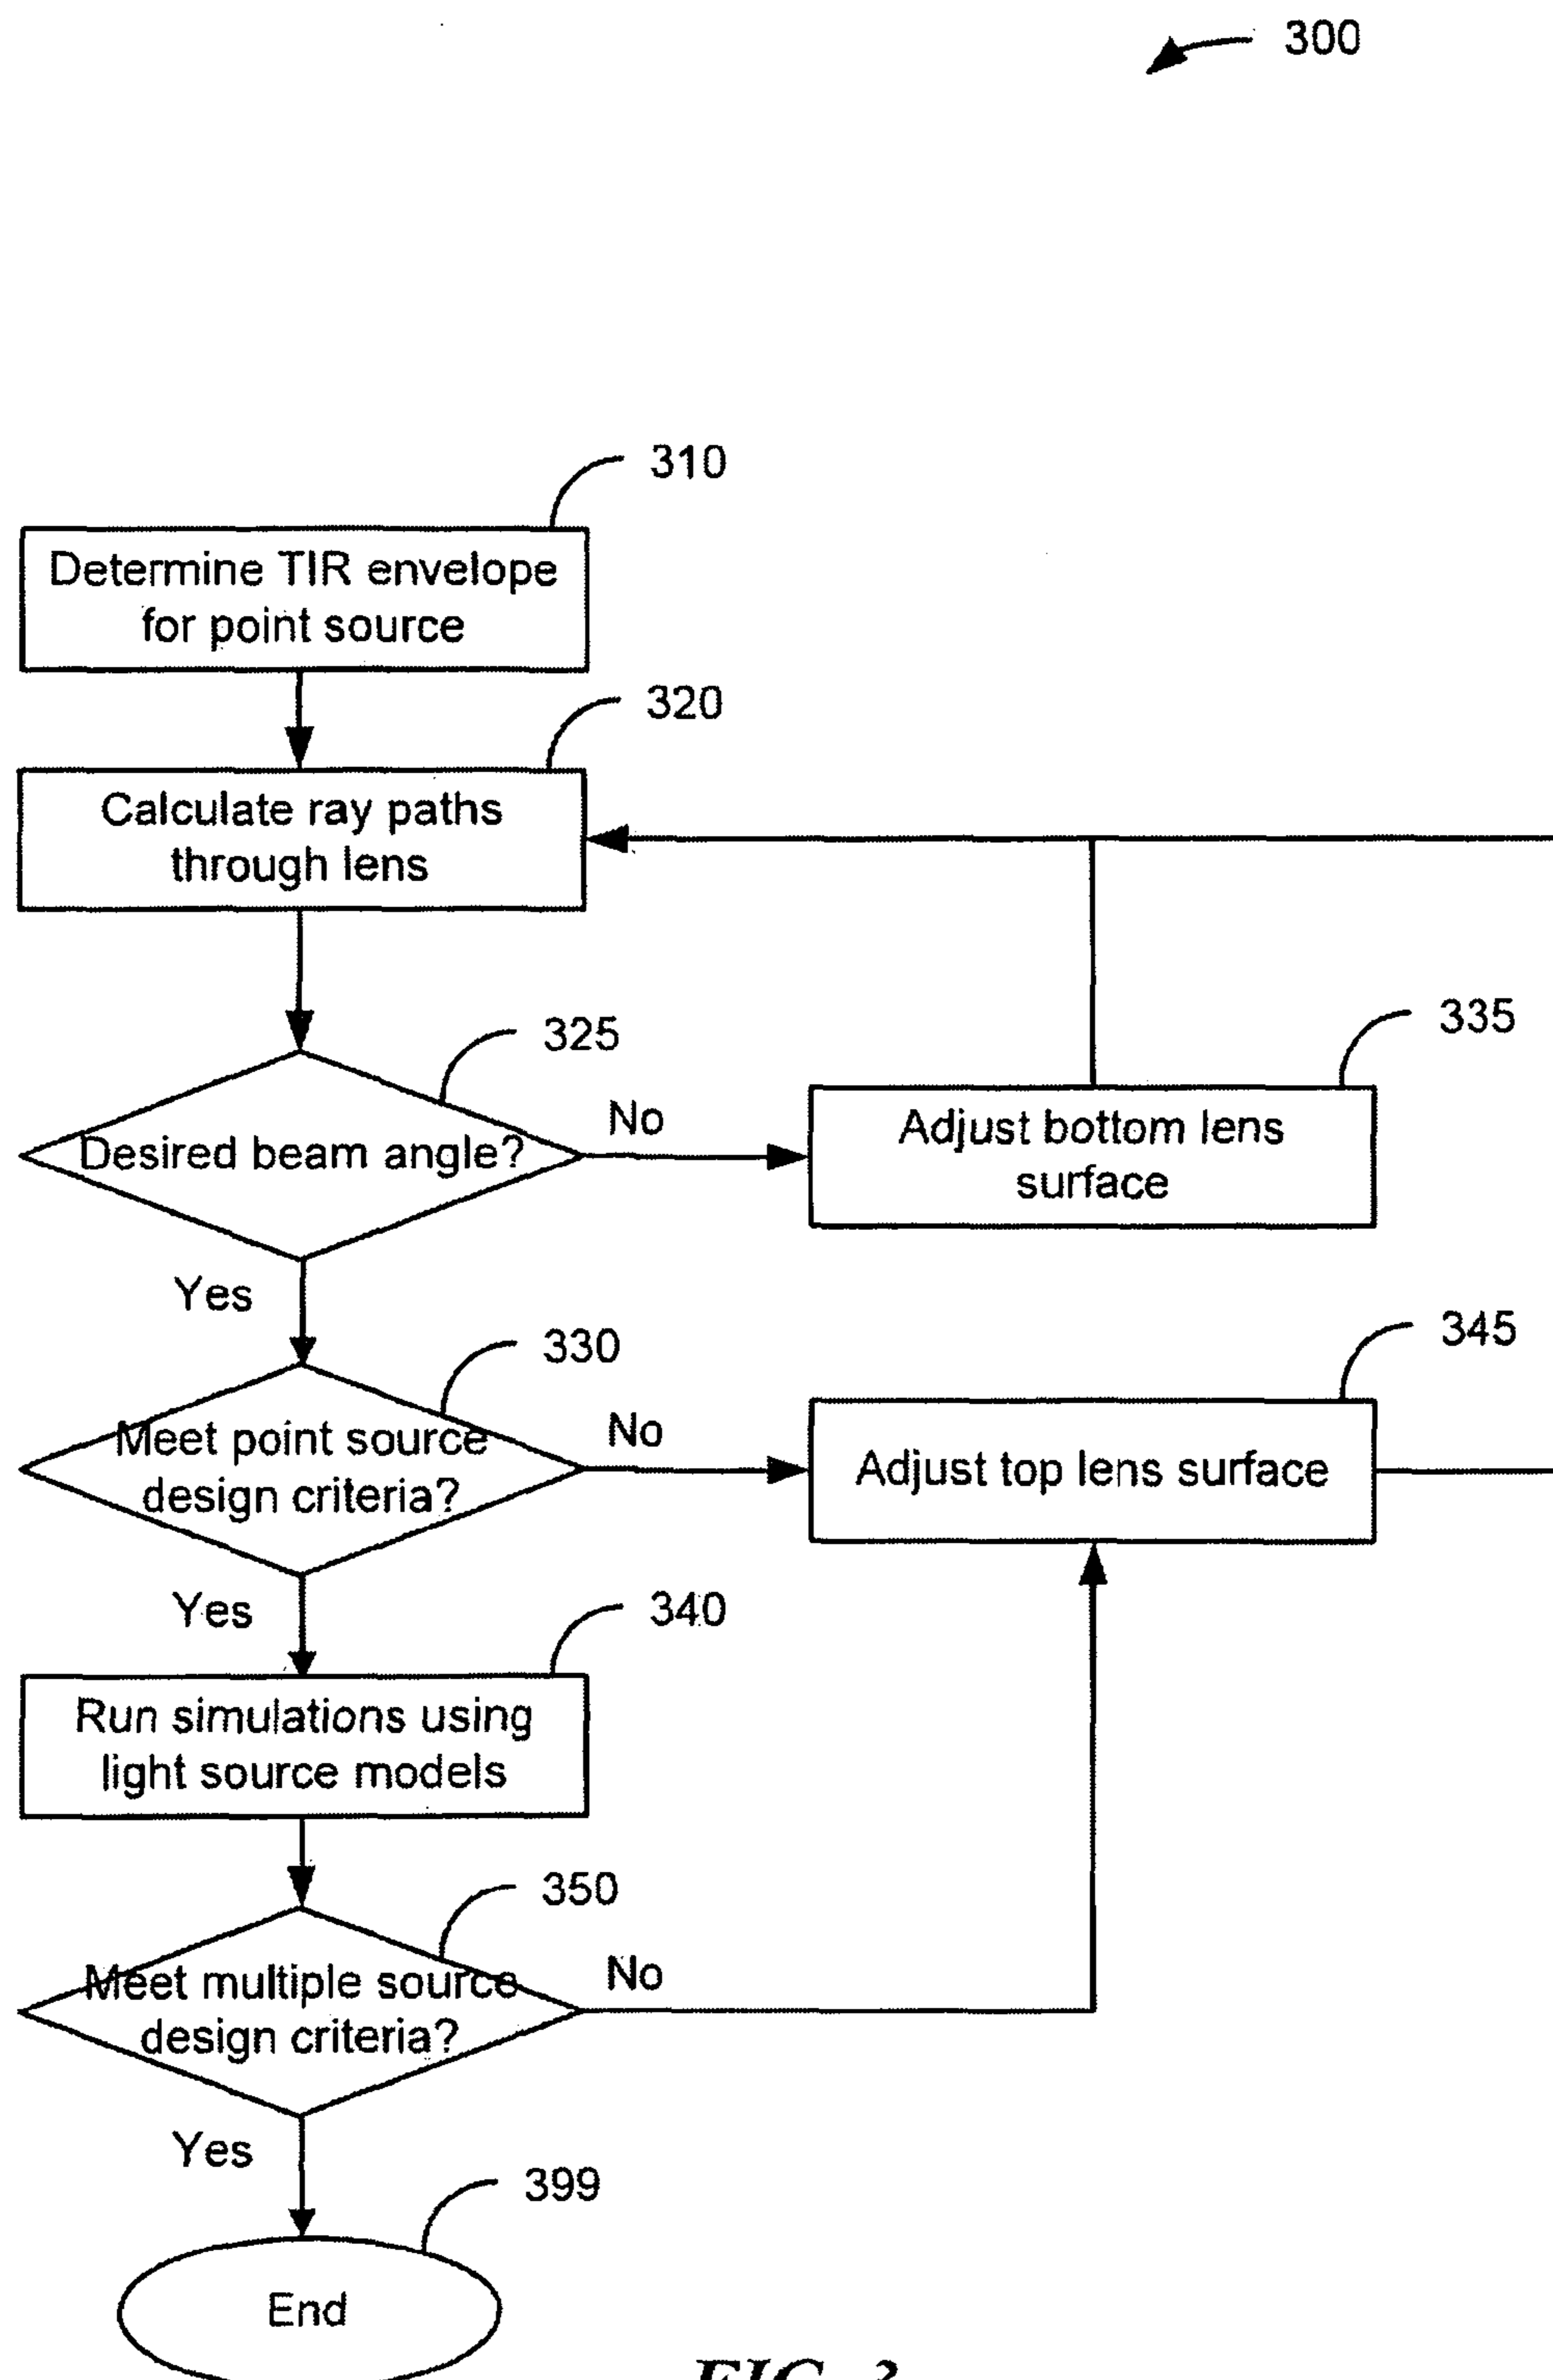 300
310
Determine TIR envelope
for point source
320
Calculate ray paths
through lens
325
Desired beam angle?
No
335
Adjust bottom lens
surface
Yes
330
Meet point source
design criteria?
No
345
Adjust top lens surface
Yes
340
Run simulations using
light source models
350
Meet multiple source
design criteria?
No
Yes
399
End
FIG. 3